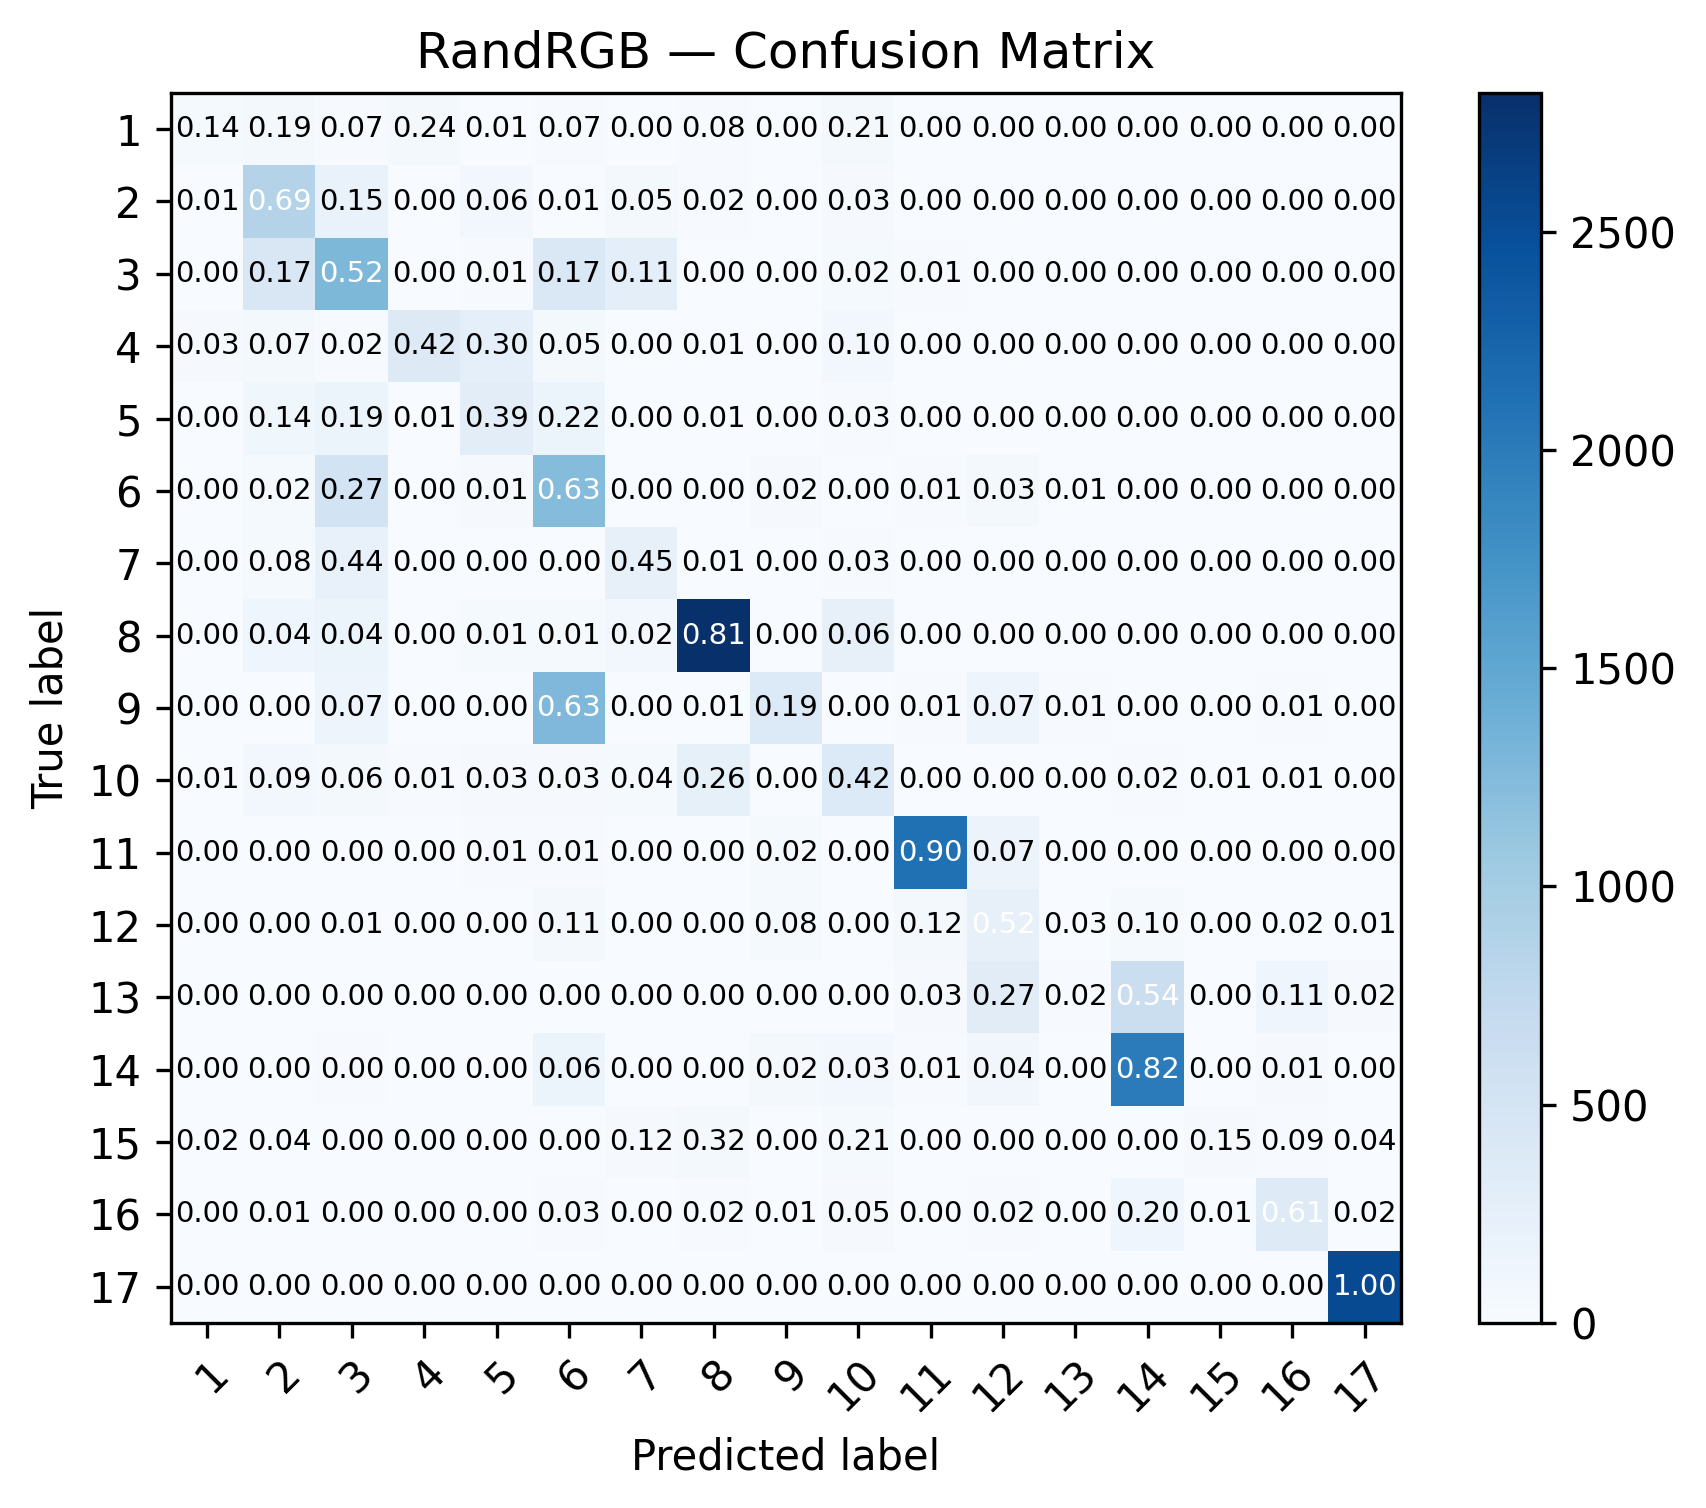 RandRGB — Confusion Matrix
1 0.14 0.19 0.07 0.24 0.01 0.07 0.00 0.08 0.00 0.21 0.00 0.00 0.00 0.00 0.00 0.00 0.00
2 0.01 0.69 0.15 0.00 0.06 0.01 0.05 0.02 0.00 0.03 0.00 0.00 0.00 0.00 0.00 0.00 0.00
3 0.00 0.17 0.52 0.00 0.01 0.17 0.11 0.00 0.00 0.02 0.01 0.00 0.00 0.00 0.00 0.00 0.00
4 0.03 0.07 0.02 0.42 0.30 0.05 0.00 0.01 0.00 0.10 0.00 0.00 0.00 0.00 0.00 0.00 0.00
5 0.00 0.14 0.19 0.01 0.39 0.22 0.00 0.01 0.00 0.03 0.00 0.00 0.00 0.00 0.00 0.00 0.00
6 0.00 0.02 0.27 0.00 0.01 0.63 0.00 0.00 0.02 0.00 0.01 0.03 0.01 0.00 0.00 0.00 0.00
7 0.00 0.08 0.44 0.00 0.00 0.00 0.45 0.01 0.00 0.03 0.00 0.00 0.00 0.00 0.00 0.00 0.00
8 0.00 0.04 0.04 0.00 0.01 0.01 0.02 0.81 0.00 0.06 0.00 0.00 0.00 0.00 0.00 0.00 0.00
9 0.00 0.00 0.07 0.00 0.00 0.63 0.00 0.01 0.19 0.00 0.01 0.07 0.01 0.00 0.00 0.01 0.00
10 0.01 0.09 0.06 0.01 0.03 0.03 0.04 0.26 0.00 0.42 0.00 0.00 0.00 0.02 0.01 0.01 0.00
11 0.00 0.00 0.00 0.00 0.01 0.01 0.00 0.00 0.02 0.00 0.90 0.07 0.00 0.00 0.00 0.00 0.00
12 0.00 0.00 0.01 0.00 0.00 0.11 0.00 0.00 0.08 0.00 0.12 0.52 0.03 0.10 0.00 0.02 0.01
13 0.00 0.00 0.00 0.00 0.00 0.00 0.00 0.00 0.00 0.00 0.03 0.27 0.02 0.54 0.00 0.11 0.02
14 0.00 0.00 0.00 0.00 0.00 0.06 0.00 0.00 0.02 0.03 0.01 0.04 0.00 0.82 0.00 0.01 0.00
15 0.02 0.04 0.00 0.00 0.00 0.00 0.12 0.32 0.00 0.21 0.00 0.00 0.00 0.00 0.15 0.09 0.04
16 0.00 0.01 0.00 0.00 0.00 0.03 0.00 0.02 0.01 0.05 0.00 0.02 0.00 0.20 0.01 0.61 0.02
17 0.00 0.00 0.00 0.00 0.00 0.00 0.00 0.00 0.00 0.00 0.00 0.00 0.00 0.00 0.00 0.00 1.00
1 2 3 4 5 6 7 8 9 10 11 12 13 14 15 16 17
Predicted label
True label
2500
2000
1500
1000
500
0